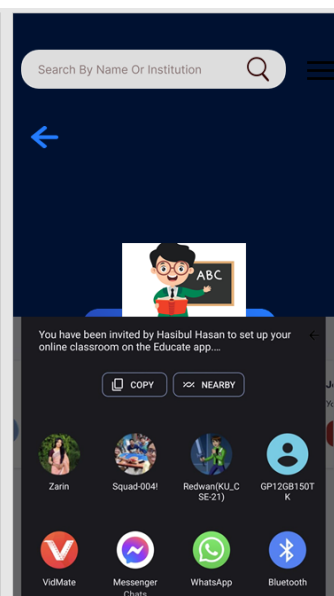 Search By Name Or Institution
ABC
You have been invited by Hasibul Hasan to set up your
online classroom on the Educate app....
COPY
NEARBY
Zarin
Squad-004!
Redwan(KU_C
SE-21)
GP12GB150T
K
VidMate
Messenger
Chats
WhatsApp
Bluetooth